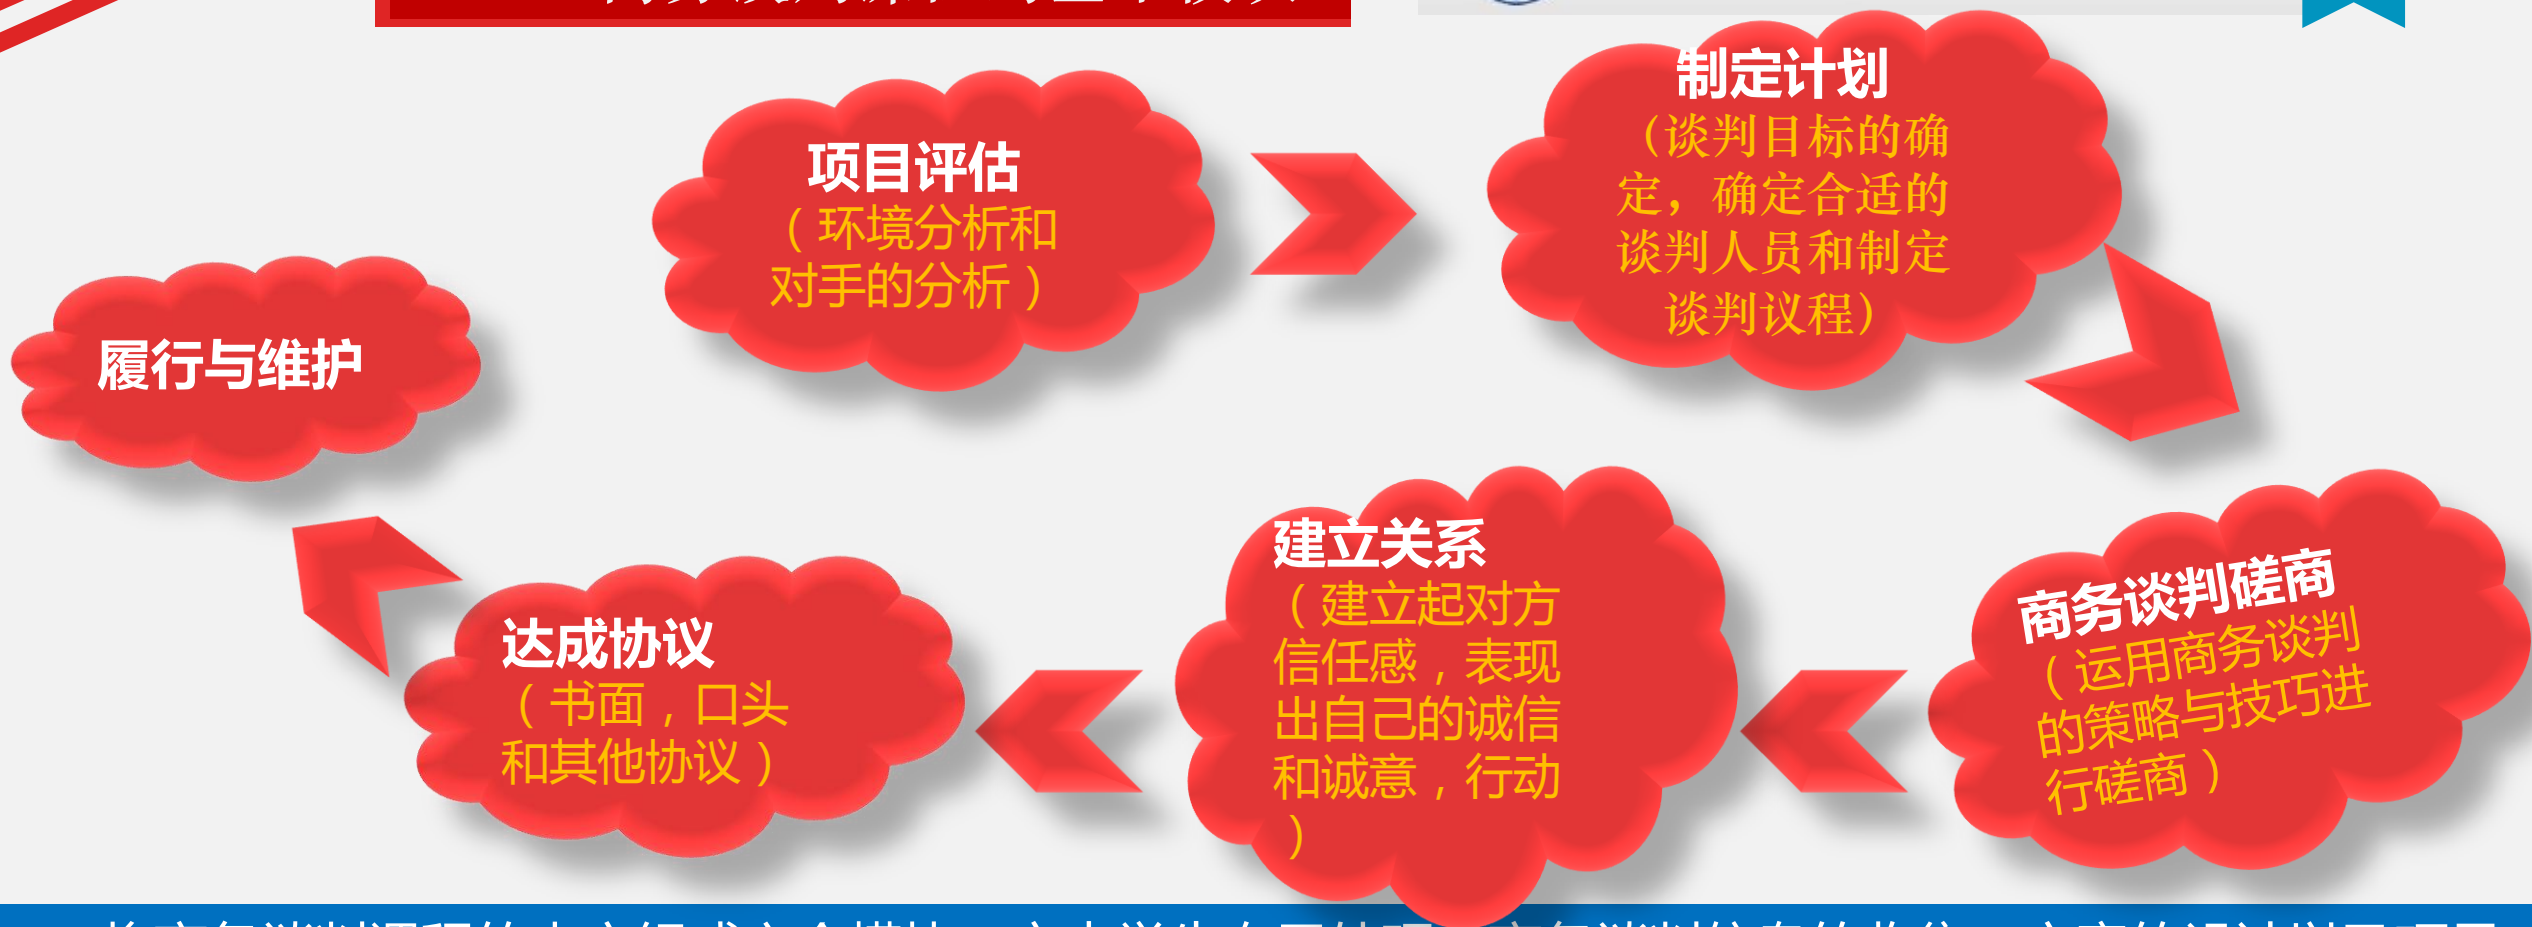 项目评估
（环境分析和
对手的分析）
制定计划
（谈判目标的确
定，确定合适的
谈判人员和制定
谈判议程）
商务谈判磋商
（运用商务谈判
的策略与技巧进
行磋商）
建立关系
（建立起对方
信任感，表现
出自己的诚信
和诚意，行动
）
达成协议
（书面，口头
和其他协议）
履行与维护